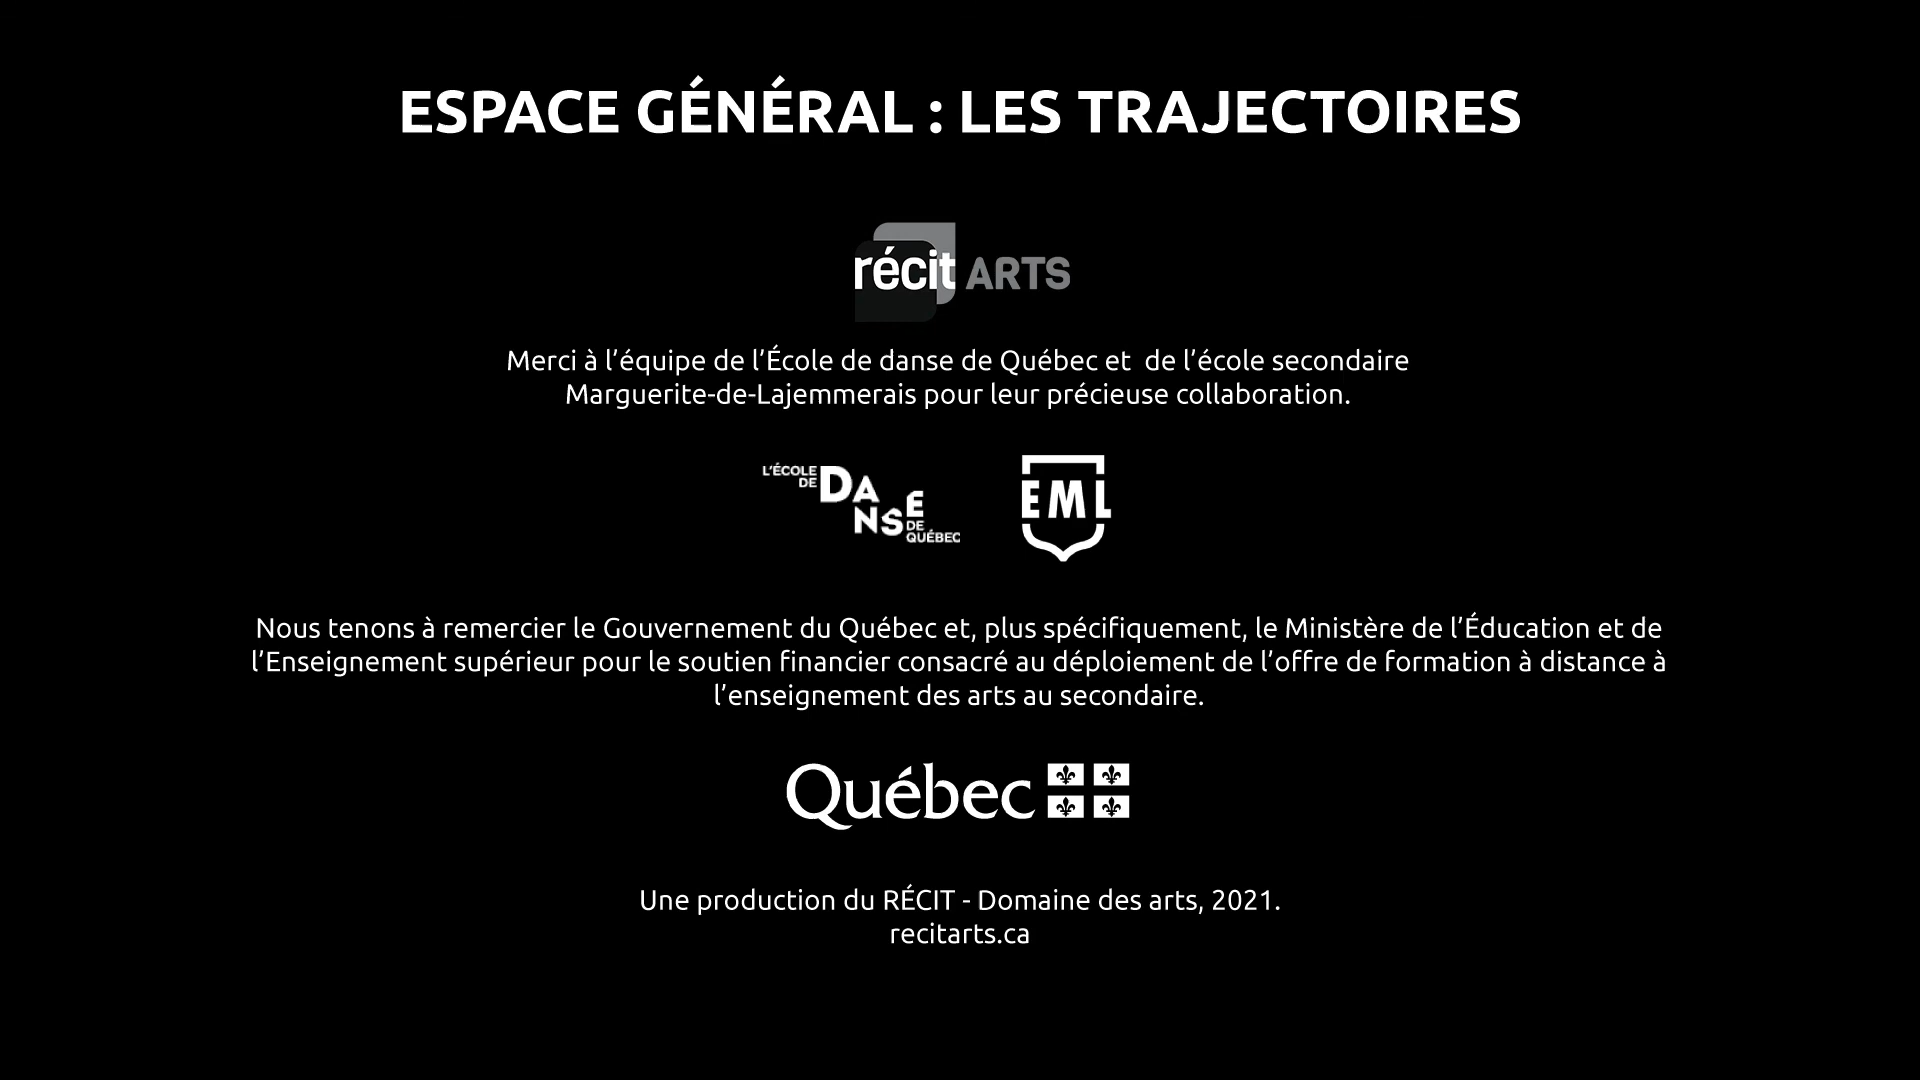 ESPACE GÉNÉRAL : LES TRAJECTOIRES
récit ARTS
Merci à l’équipe de l’École de danse de Québec et  de l’école secondaire
Marguerite-de-Lajemmerais pour leur précieuse collaboration.
L’ÉCOLE
DE
DANSE
DE
QUÉBEC
EML
Nous tenons à remercier le Gouvernement du Québec et, plus spécifiquement, le Ministère de l’Éducation et de
l’Enseignement supérieur pour le soutien financier consacré au déploiement de l’offre de formation à distance à
l’enseignement des arts au secondaire.
Québec
Une production du RÉCIT - Domaine des arts, 2021.
recitarts.ca